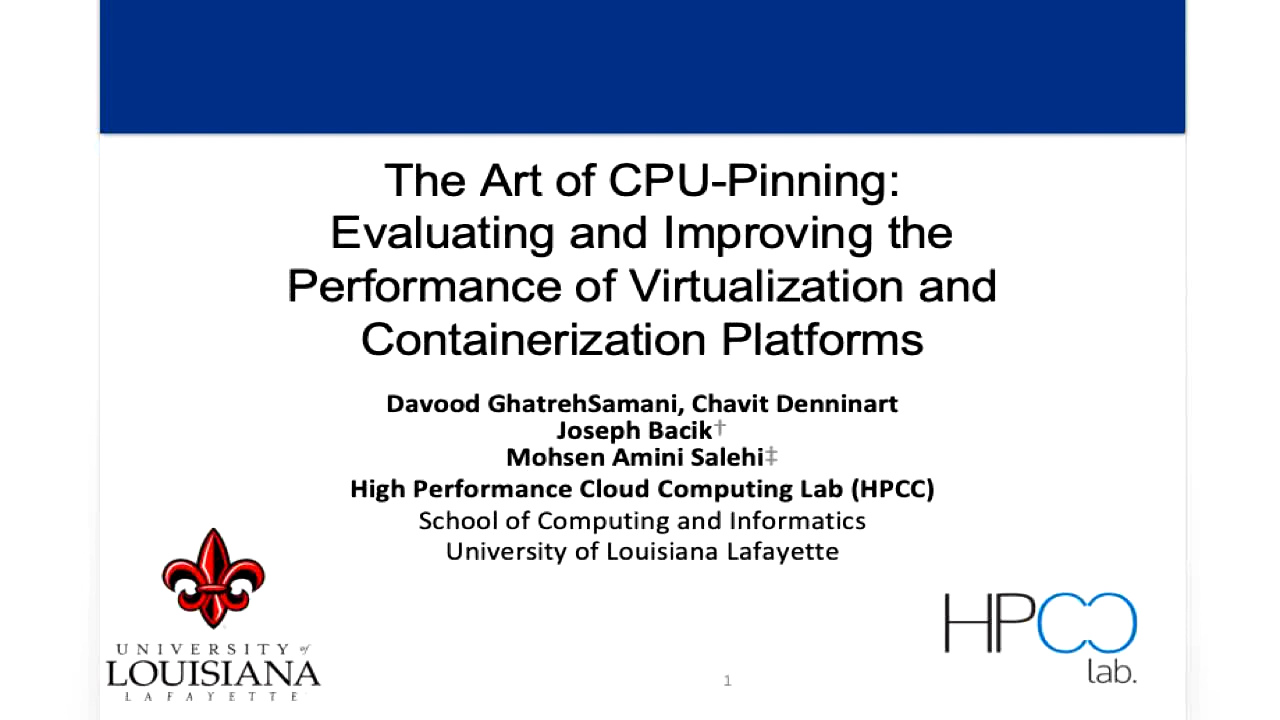 The Art of CPU-Pinning:
Evaluating and Improving the
Performance of Virtualization and
Containerization Platforms
Davood GhatrehSamani, Chavit Denninart
Joseph Bacik†
Mohsen Amini Salehi‡
High Performance Cloud Computing Lab (HPCC)
School of Computing and Informatics
University of Louisiana Lafayette
UNIVERSITY of
LOUISIANA
LAFAYETTE
HPCC
lab.
1